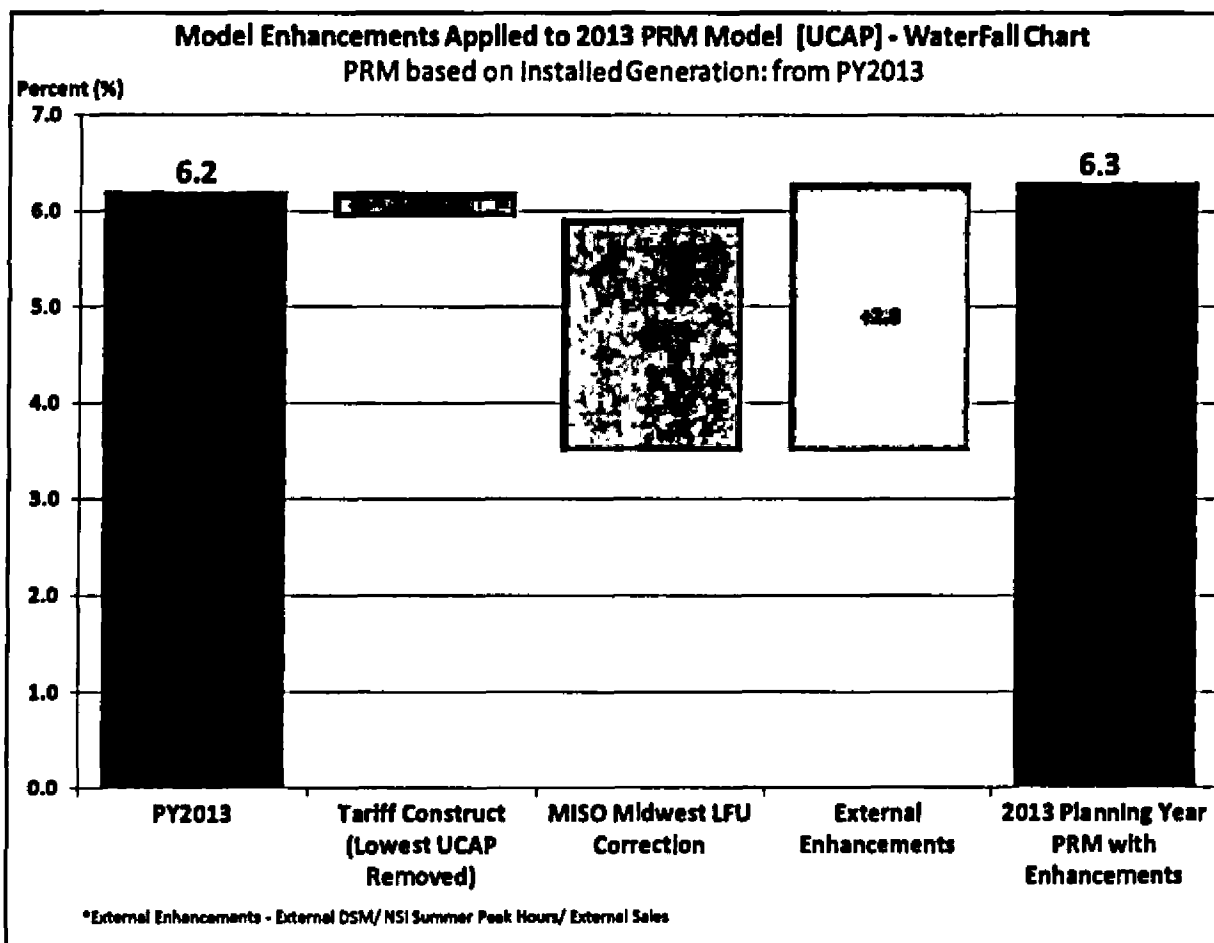 Model Enhancements Applied to 2013 PRM Model [UCAP] - WaterFall Chart
PRM based on Installed Generation: from PY2013
Percent (%)
7.0
6.2
6.3
6.0
5.0
4.0
3.0
2.0
1.0
0.0
PY2013
Tariff Construct
(Lowest UCAP
Removed)
MISO Midwest LFU
Correction
External
Enhancements
2013 Planning Year
PRM with
Enhancements
*External Enhancements - External DSM/ NSI Summer Peak Hours/ External Sales